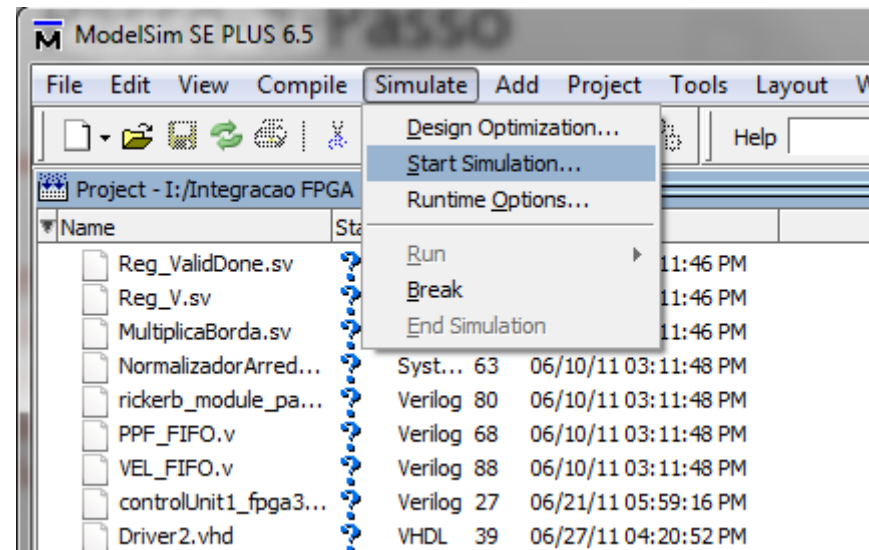 Passo
ModelSim SE PLUS 6.5
File Edit View Compile Simulate Add Project Tools Layout W
Design Optimization...
Help
Start Simulation...
Project - I:/Integracao FPGA
Runtime Options...
Name Sta
Run
Reg_ValidDone.sv 11:46 PM
Break
Reg_V.sv 11:46 PM
End Simulation
MultiplicaBorda.sv 11:46 PM
NormalizadorArred... Syst... 63 06/10/11 03:11:48 PM
rickerb_module_pa... Verilog 80 06/10/11 03:11:48 PM
PPF_FIFO.v Verilog 68 06/10/11 03:11:48 PM
VEL_FIFO.v Verilog 88 06/10/11 03:11:48 PM
controlUnit1_fpga3... Verilog 27 06/21/11 05:59:16 PM
Driver2.vhd VHDL 39 06/27/11 04:20:52 PM